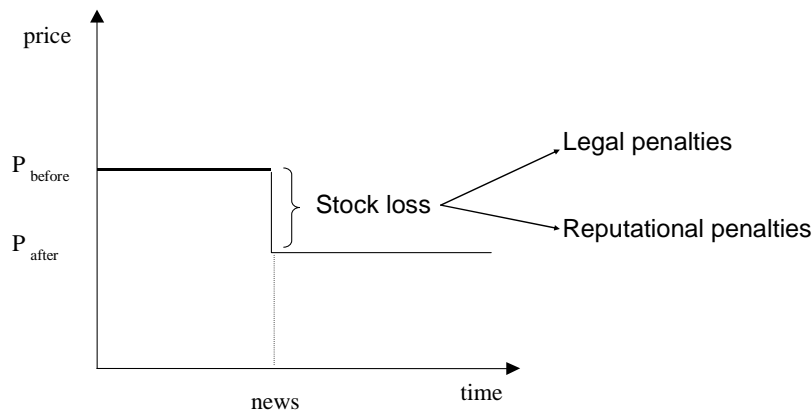 price
Legal penalties
P before
Stock loss
Reputational penalties
P after
news
time